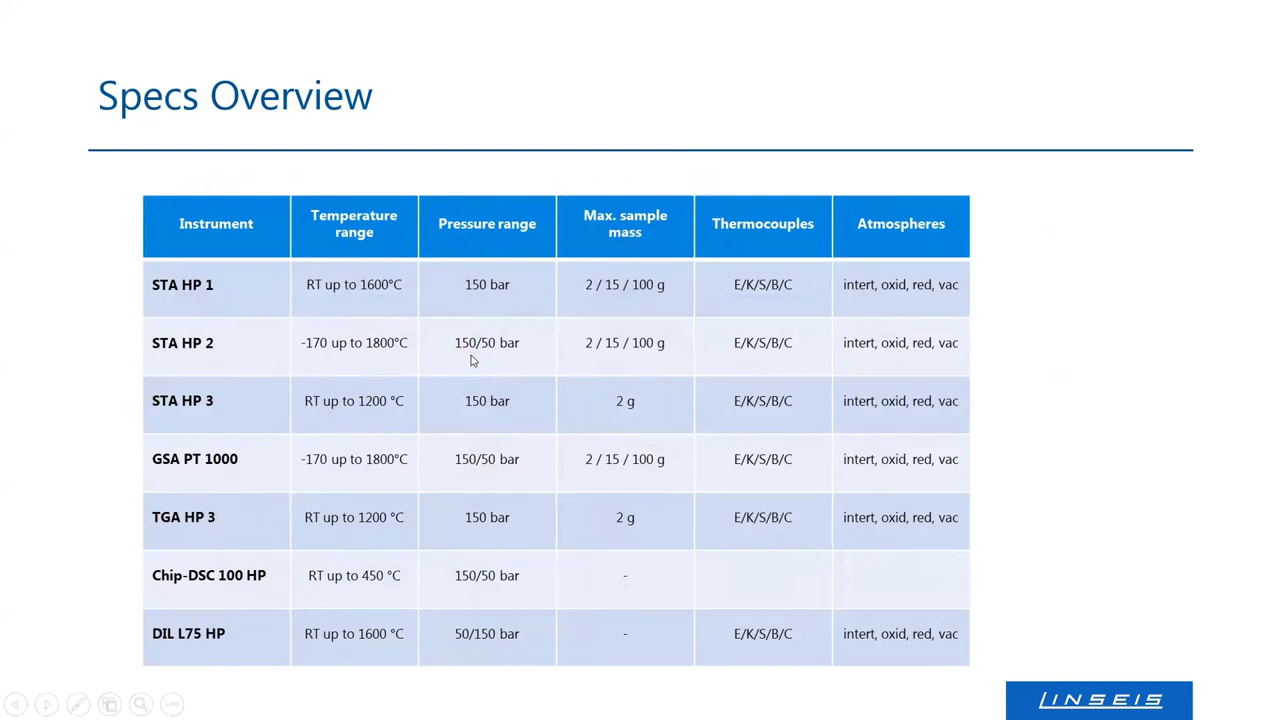 Specs Overview
Instrument
Temperature
range
Pressure range
Max. sample
mass
Thermocouples
Atmospheres
STA HP 1
RT up to 1600°C
150 bar
2 / 15 / 100 g
E/K/S/B/C
intert, oxid, red, vac
STA HP 2
-170 up to 1800°C
150/50 bar
2 / 15 / 100 g
E/K/S/B/C
intert, oxid, red, vac
STA HP 3
RT up to 1200 °C
150 bar
2 g
E/K/S/B/C
intert, oxid, red, vac
GSA PT 1000
-170 up to 1800°C
150/50 bar
2 / 15 / 100 g
E/K/S/B/C
intert, oxid, red, vac
TGA HP 3
RT up to 1200 °C
150 bar
2 g
E/K/S/B/C
intert, oxid, red, vac
Chip-DSC 100 HP
RT up to 450 °C
150/50 bar
-
DIL L75 HP
RT up to 1600 °C
50/150 bar
-
E/K/S/B/C
intert, oxid, red, vac
LINSEIS